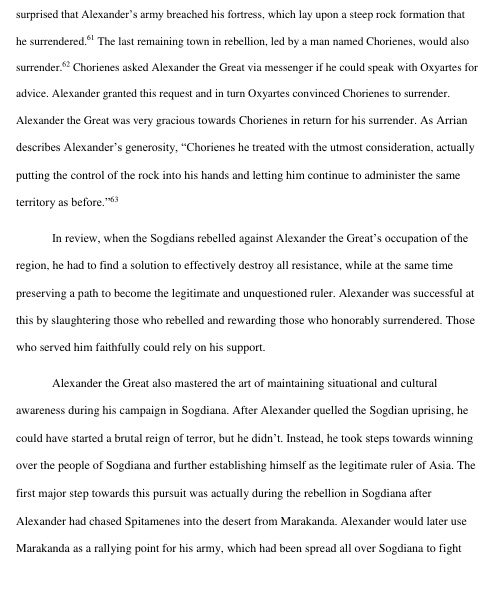 surprised that Alexander's army breached his fortress, which lay upon a steep rock formation that
he surrendered.61 The last remaining town in rebellion, led by a man named Chorienes, would also
surrender.62 Chorienes asked Alexander the Great via messenger if he could speak with Oxyartes for
advice. Alexander granted this request and in turn Oxyartes convinced Chorienes to surrender.
Alexander the Great was very gracious towards Chorienes in return for his surrender. As Arrian
describes Alexander's generosity, “Chorienes he treated with the utmost consideration, actually
putting the control of the rock into his hands and letting him continue to administer the same
territory as before.”63
In review, when the Sogdians rebelled against Alexander the Great's occupation of the
region, he had to find a solution to effectively destroy all resistance, while at the same time
preserving a path to become the legitimate and unquestioned ruler. Alexander was successful at
this by slaughtering those who rebelled and rewarding those who honorably surrendered. Those
who served him faithfully could rely on his support.
Alexander the Great also mastered the art of maintaining situational and cultural
awareness during his campaign in Sogdiana. After Alexander quelled the Sogdian uprising, he
could have started a brutal reign of terror, but he didn't. Instead, he took steps towards winning
over the people of Sogdiana and further establishing himself as the legitimate ruler of Asia. The
first major step towards this pursuit was actually during the rebellion in Sogdiana after
Alexander had chased Spitamenes into the desert from Marakanda. Alexander would later use
Marakanda as a rallying point for his army, which had been spread all over Sogdiana to fight